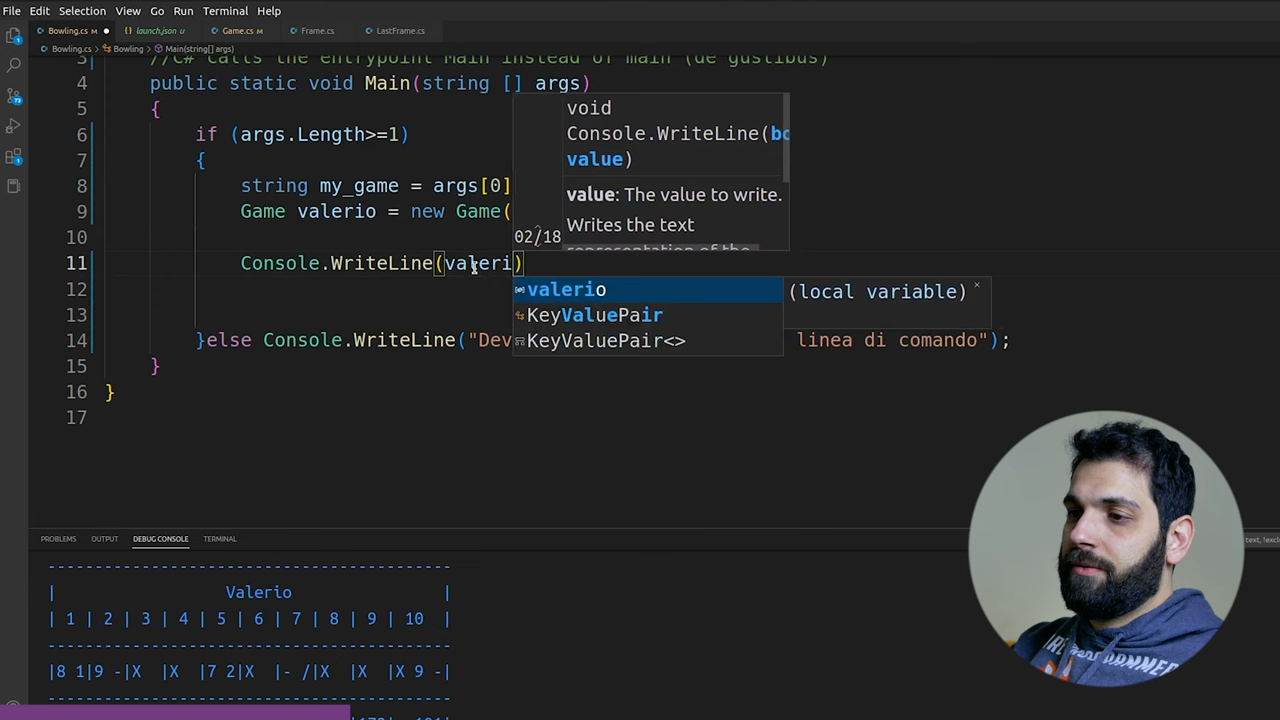 File Edit Selection View Go Run Terminal Help
Bowling.cs M launch.json U Game.cs M Frame.cs LastFrame.cs
Bowling.cs > Bowling > Main(string[] args)
3 //C# calls the entrypoint Main instead of main (de gustibus)
4 public static void Main(string [] args)
5 {
6 if (args.Length>=1)
7 {
8 string my_game = args[0]
9 Game valerio = new Game(
10
11 Console.WriteLine(valeri)
12
13
14 }else Console.WriteLine("Dev linea di comando");
15 }
16 }
17
void
Console.WriteLine(bo
value)
value: The value to write.
Writes the text
representation of the
02/18
valerio
KeyValuePair
KeyValuePair<>
(local variable)
PROBLEMS OUTPUT DEBUG CONSOLE TERMINAL
text, !exclu
----------------------------------------
| Valerio |
| 1 | 2 | 3 | 4 | 5 | 6 | 7 | 8 | 9 | 10 |
----------------------------------------
|8 1|9 -|X |X |7 2|X |- /|X |X |X 9 -|
----------------------------------------